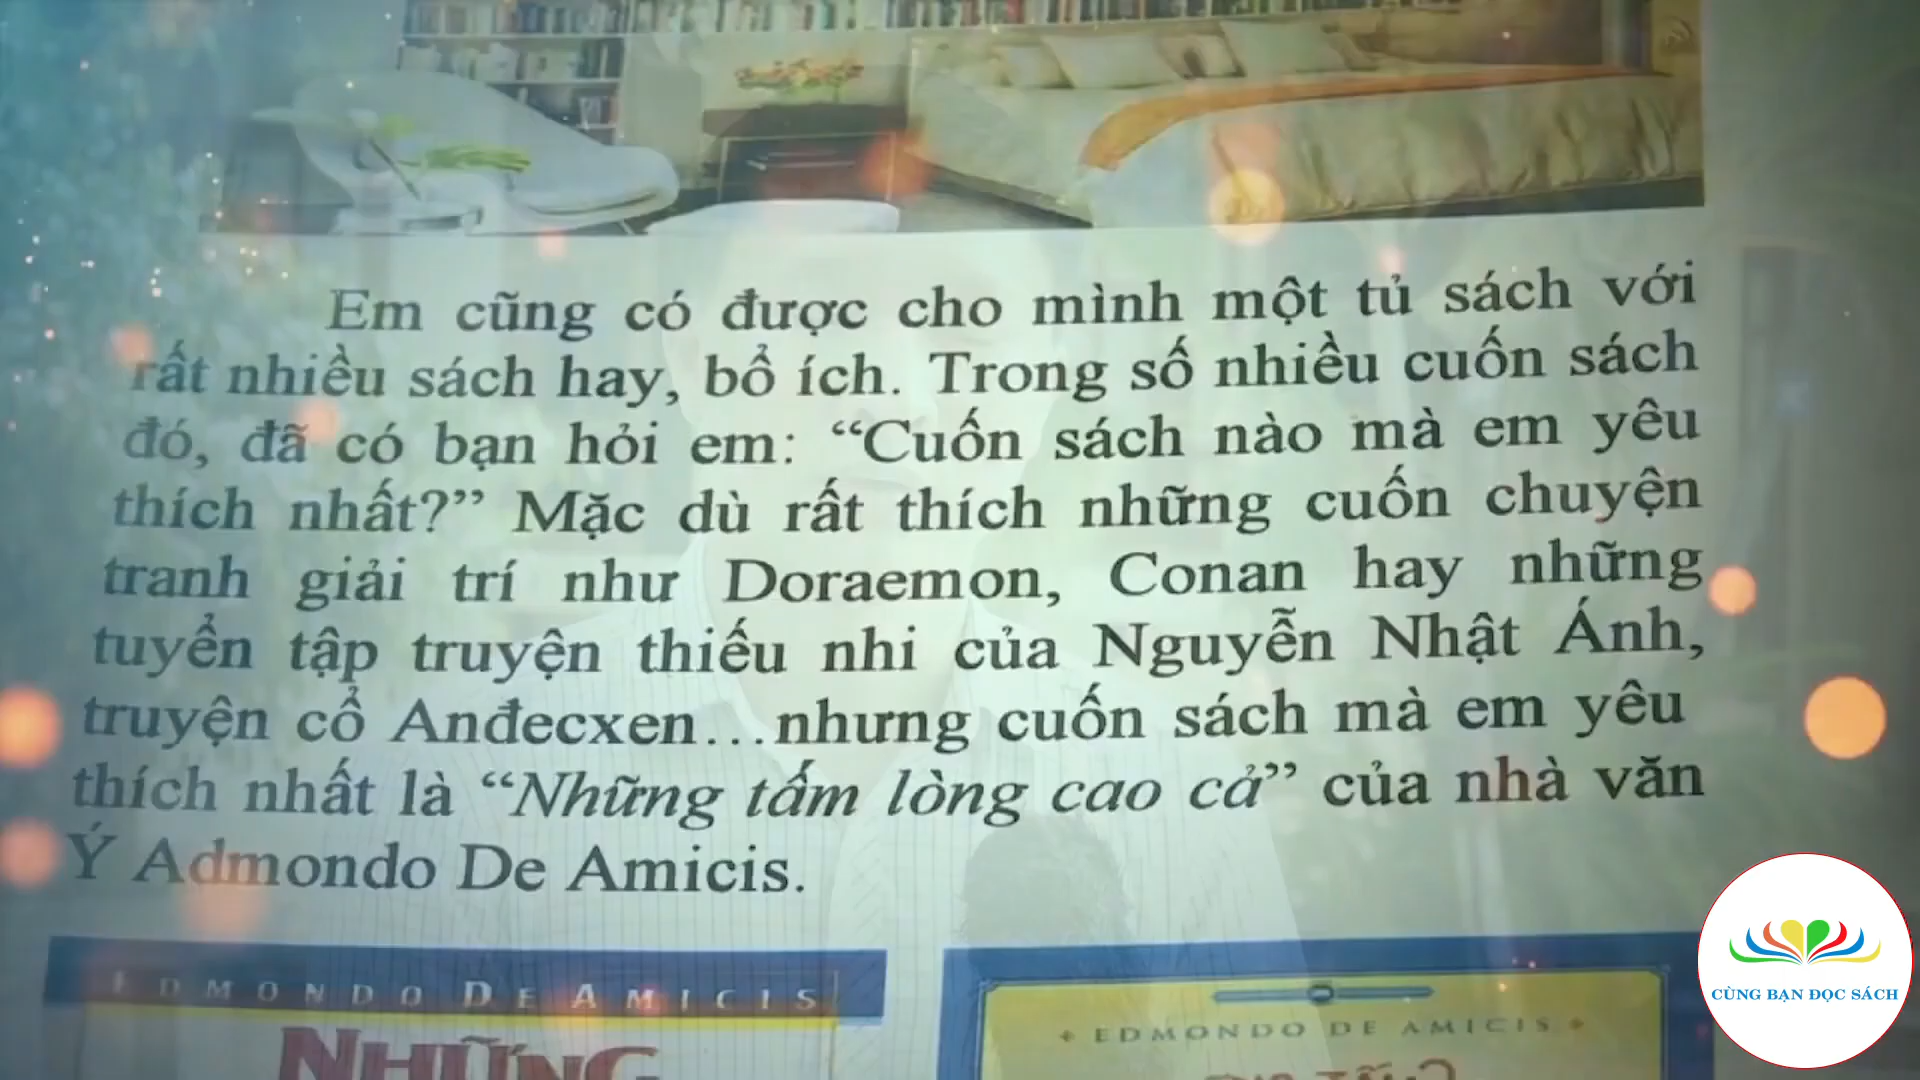 Em cũng có được cho mình một tủ sách với
rất nhiều sách hay, bổ ích. Trong số nhiều cuốn sách
đó, đã có bạn hỏi em: “Cuốn sách nào mà em yêu
thích nhất?” Mặc dù rất thích những cuốn chuyện
tranh giải trí như Doraemon, Conan hay những
tuyển tập truyện thiếu nhi của Nguyễn Nhật Ánh,
truyện cổ Anđecxen…nhưng cuốn sách mà em yêu
thích nhất là “Những tấm lòng cao cả” của nhà văn
Ý Admondo De Amicis.
EDMONDO DE AMICIS
NHỮNG
EDMONDO DE AMICIS
CÙNG BẠN ĐỌC SÁCH